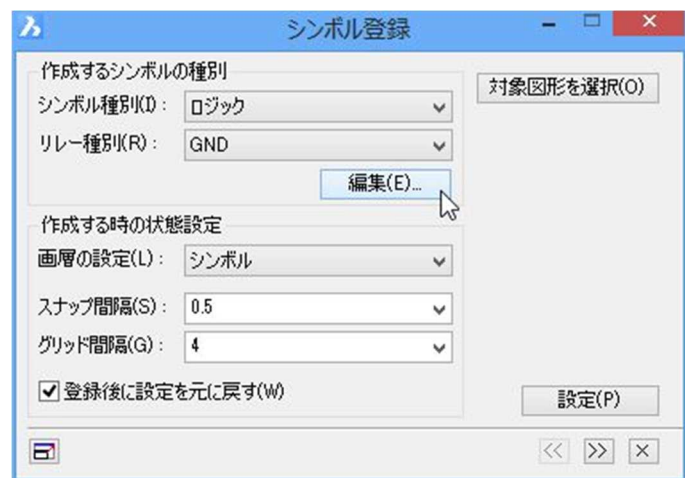 シンボル登録
作成するシンボルの種別
対象図形を選択(O)
シンボル種別(I)： ロジック
リレー種別(R)： GND
編集(E)...
作成する時の状態設定
画層の設定(L)： シンボル
スナップ間隔(S)： 0.5
グリッド間隔(G)： 4
登録後に設定を元に戻す(W)
設定(P)
<< >> ×